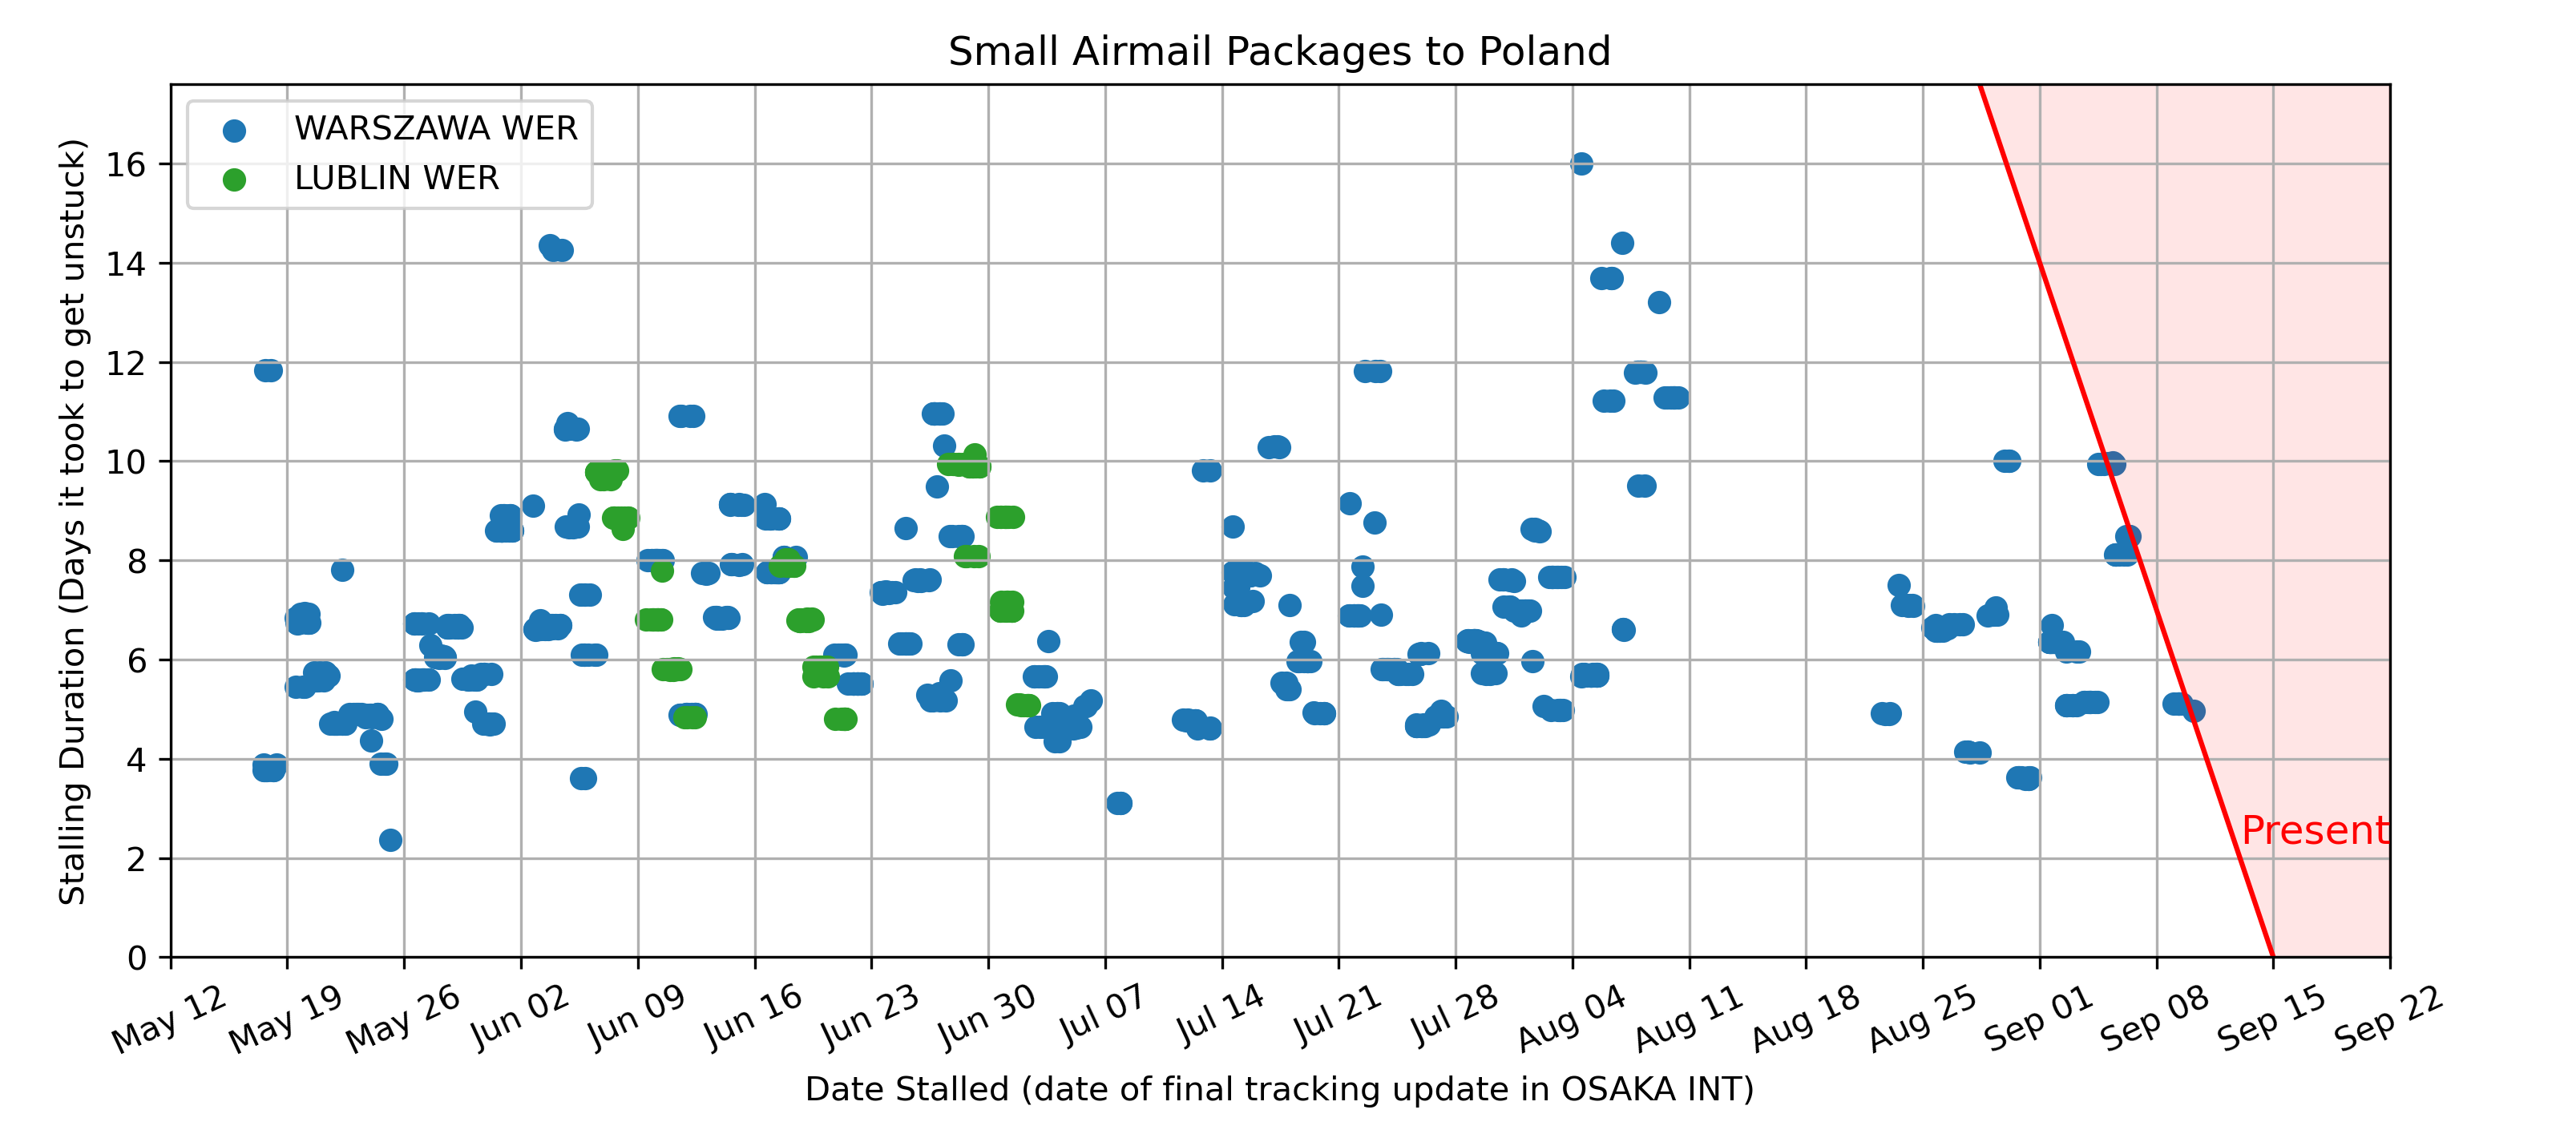 Small Airmail Packages to Poland
WARSZAWA WER
LUBLIN WER
Stalling Duration (Days it took to get unstuck)
16
14
12
10
8
6
4
2
0
Present
May 12 May 19 May 26 Jun 02 Jun 09 Jun 16 Jun 23 Jun 30 Jul 07 Jul 14 Jul 21 Jul 28 Aug 04 Aug 11 Aug 18 Aug 25 Sep 01 Sep 08 Sep 15 Sep 22
Date Stalled (date of final tracking update in OSAKA INT)